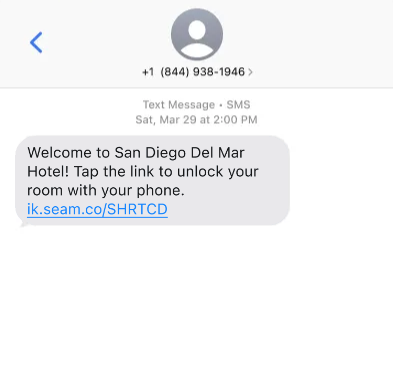 +1 (844) 938-1946 >
Text Message • SMS
Sat, Mar 29 at 2:00 PM
Welcome to San Diego Del Mar
Hotel! Tap the link to unlock your
room with your phone.
ik.seam.co/SHRTCD